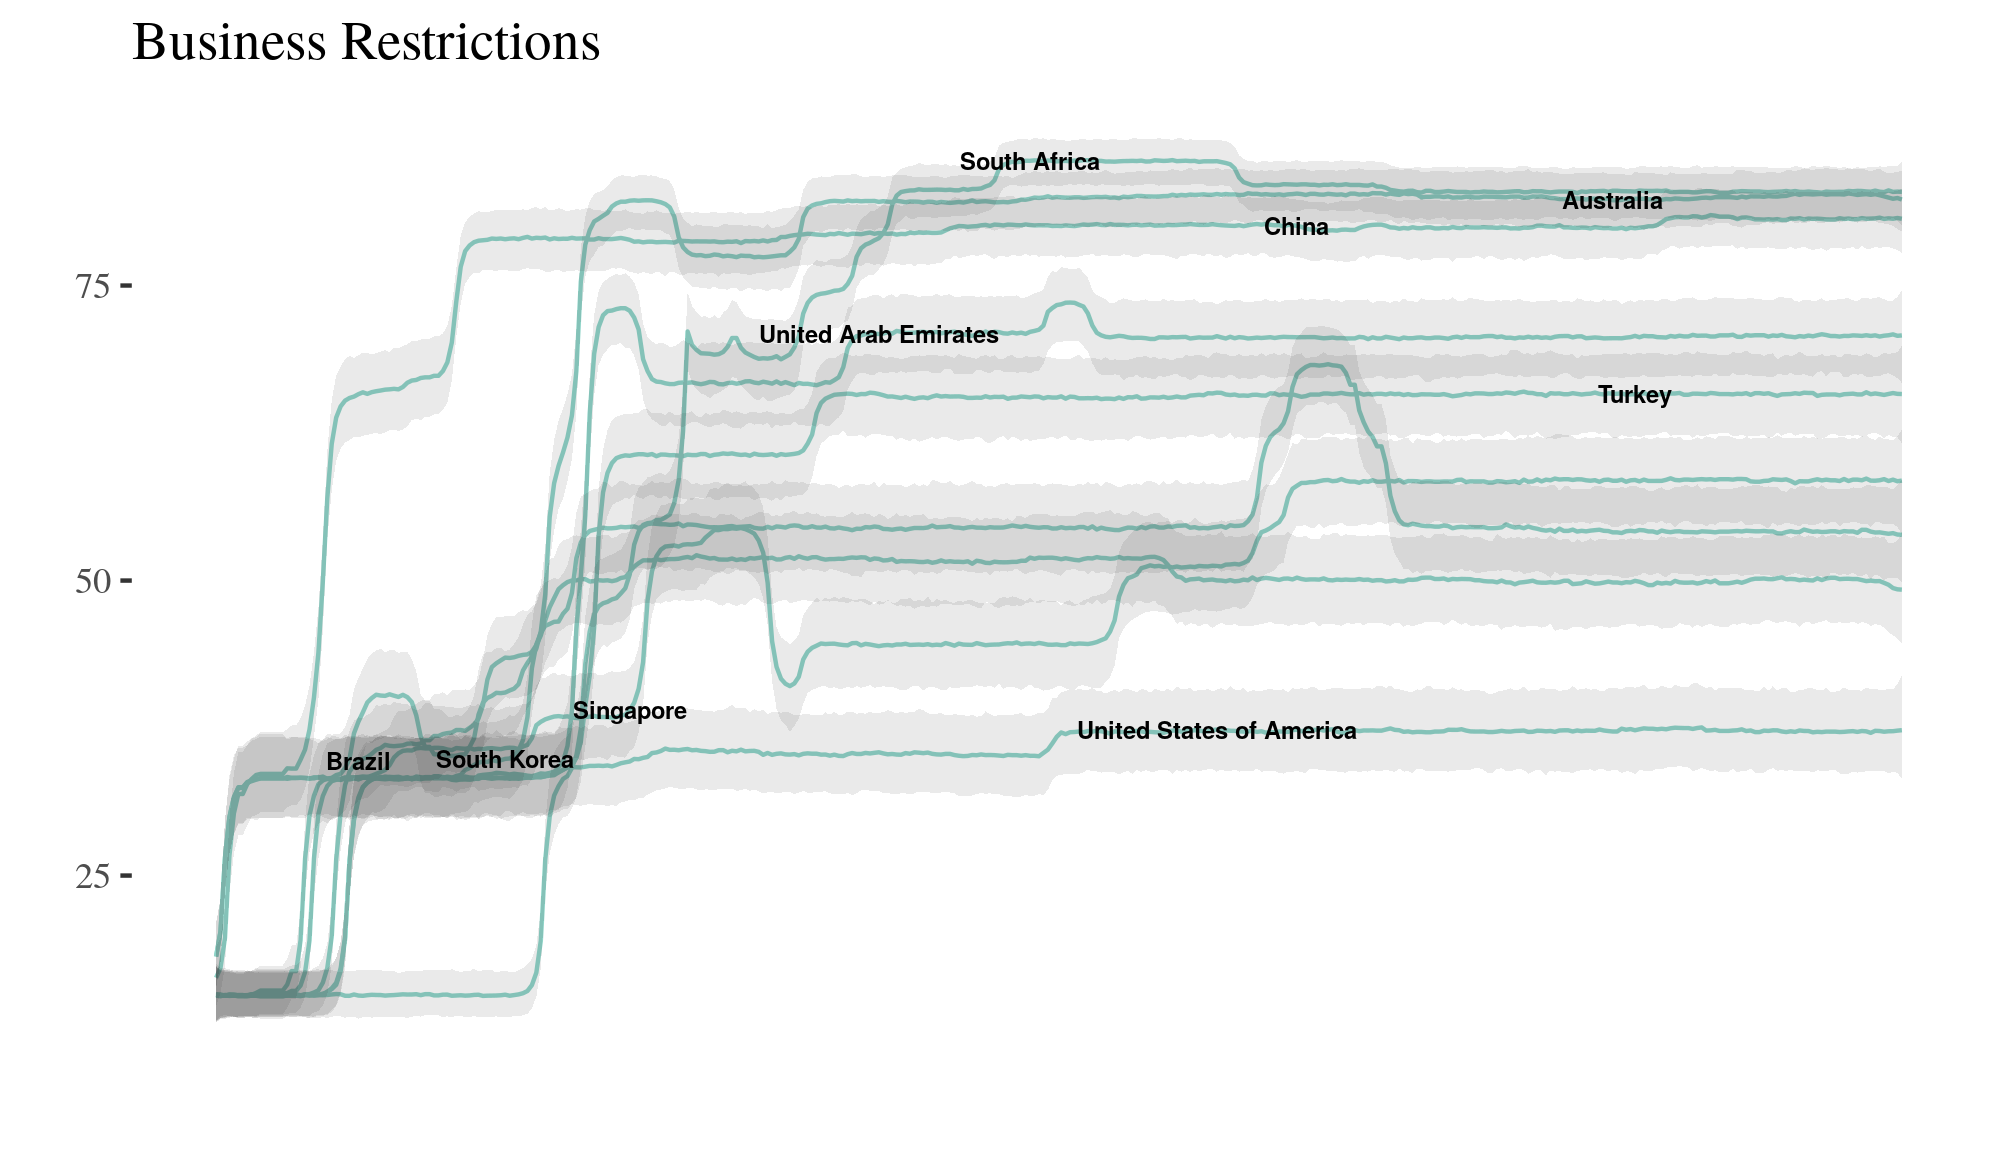 Business Restrictions
South Africa
Australia
China
75
United Arab Emirates
Turkey
50
Singapore
United States of America
Brazil
South Korea
25